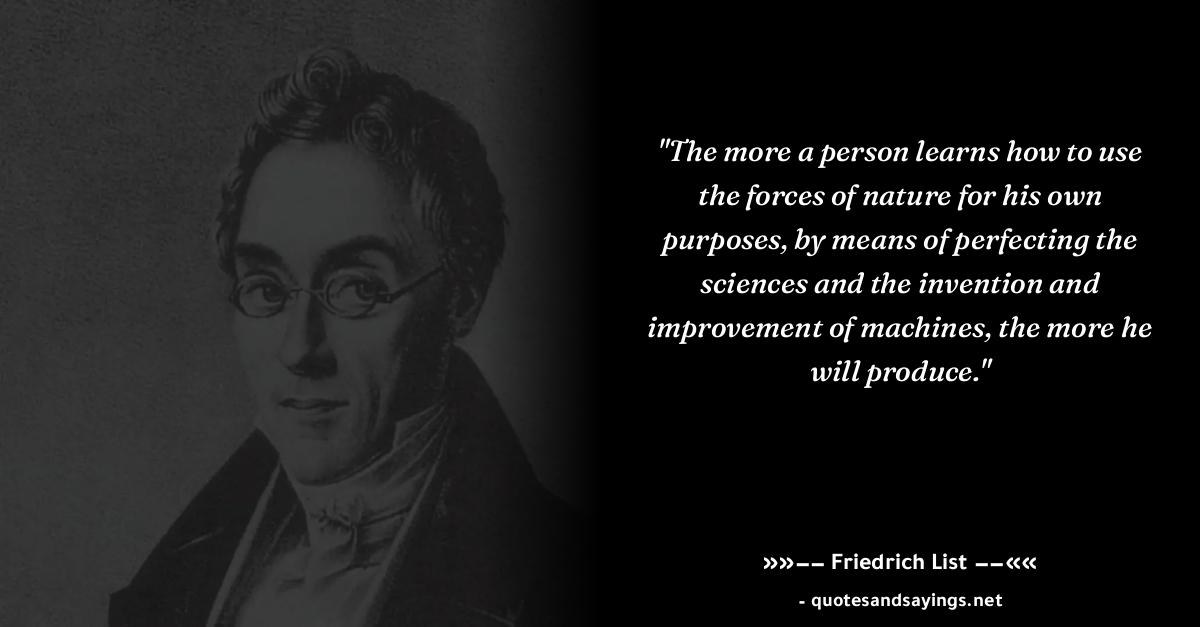 "The more a person learns how to use
the forces of nature for his own
purposes, by means of perfecting the
sciences and the invention and
improvement of machines, the more he
will produce."
»»−− Friedrich List −−««
- quotesandsayings.net